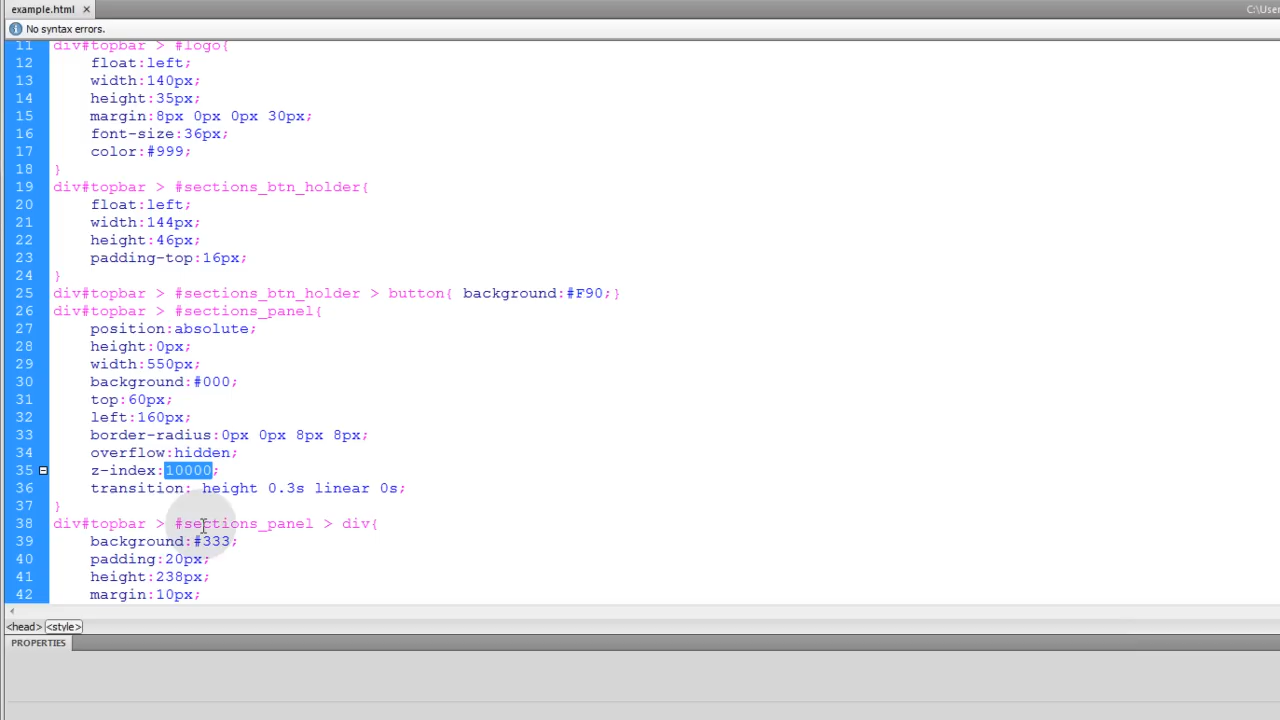 example.html ×
C:\User
No syntax errors.
11 div#topbar > #logo{
12 float:left;
13 width:140px;
14 height:35px;
15 margin:8px 0px 0px 30px;
16 font-size:36px;
17 color:#999;
18 }
19 div#topbar > #sections_btn_holder{
20 float:left;
21 width:144px;
22 height:46px;
23 padding-top:16px;
24 }
25 div#topbar > #sections_btn_holder > button{ background:#F90;}
26 div#topbar > #sections_panel{
27 position:absolute;
28 height:0px;
29 width:550px;
30 background:#000;
31 top:60px;
32 left:160px;
33 border-radius:0px 0px 8px 8px;
34 overflow:hidden;
35 z-index:10000;
36 transition: height 0.3s linear 0s;
37 }
38 div#topbar > #sections_panel > div{
39 background:#333;
40 padding:20px;
41 height:238px;
42 margin:10px;
<head> <style>
PROPERTIES